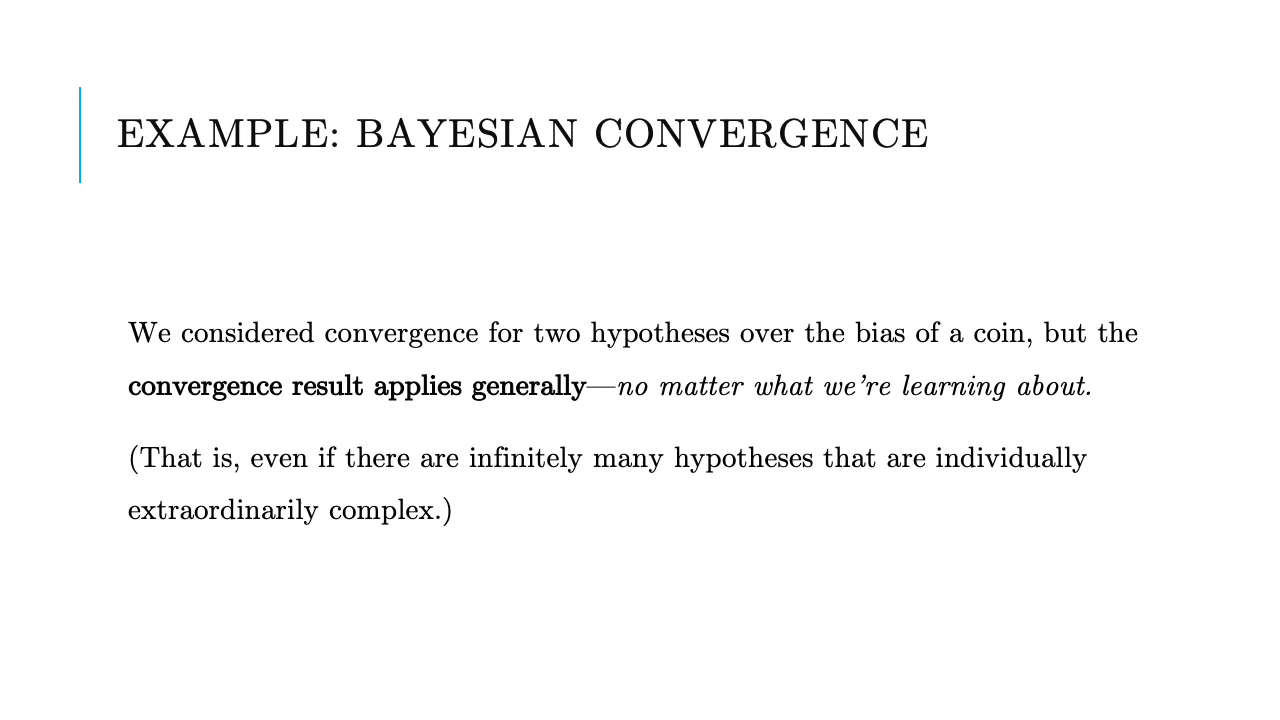 EXAMPLE: BAYESIAN CONVERGENCE
We considered convergence for two hypotheses over the bias of a coin, but the
convergence result applies generally—no matter what we’re learning about.
(That is, even if there are infinitely many hypotheses that are individually
extraordinarily complex.)